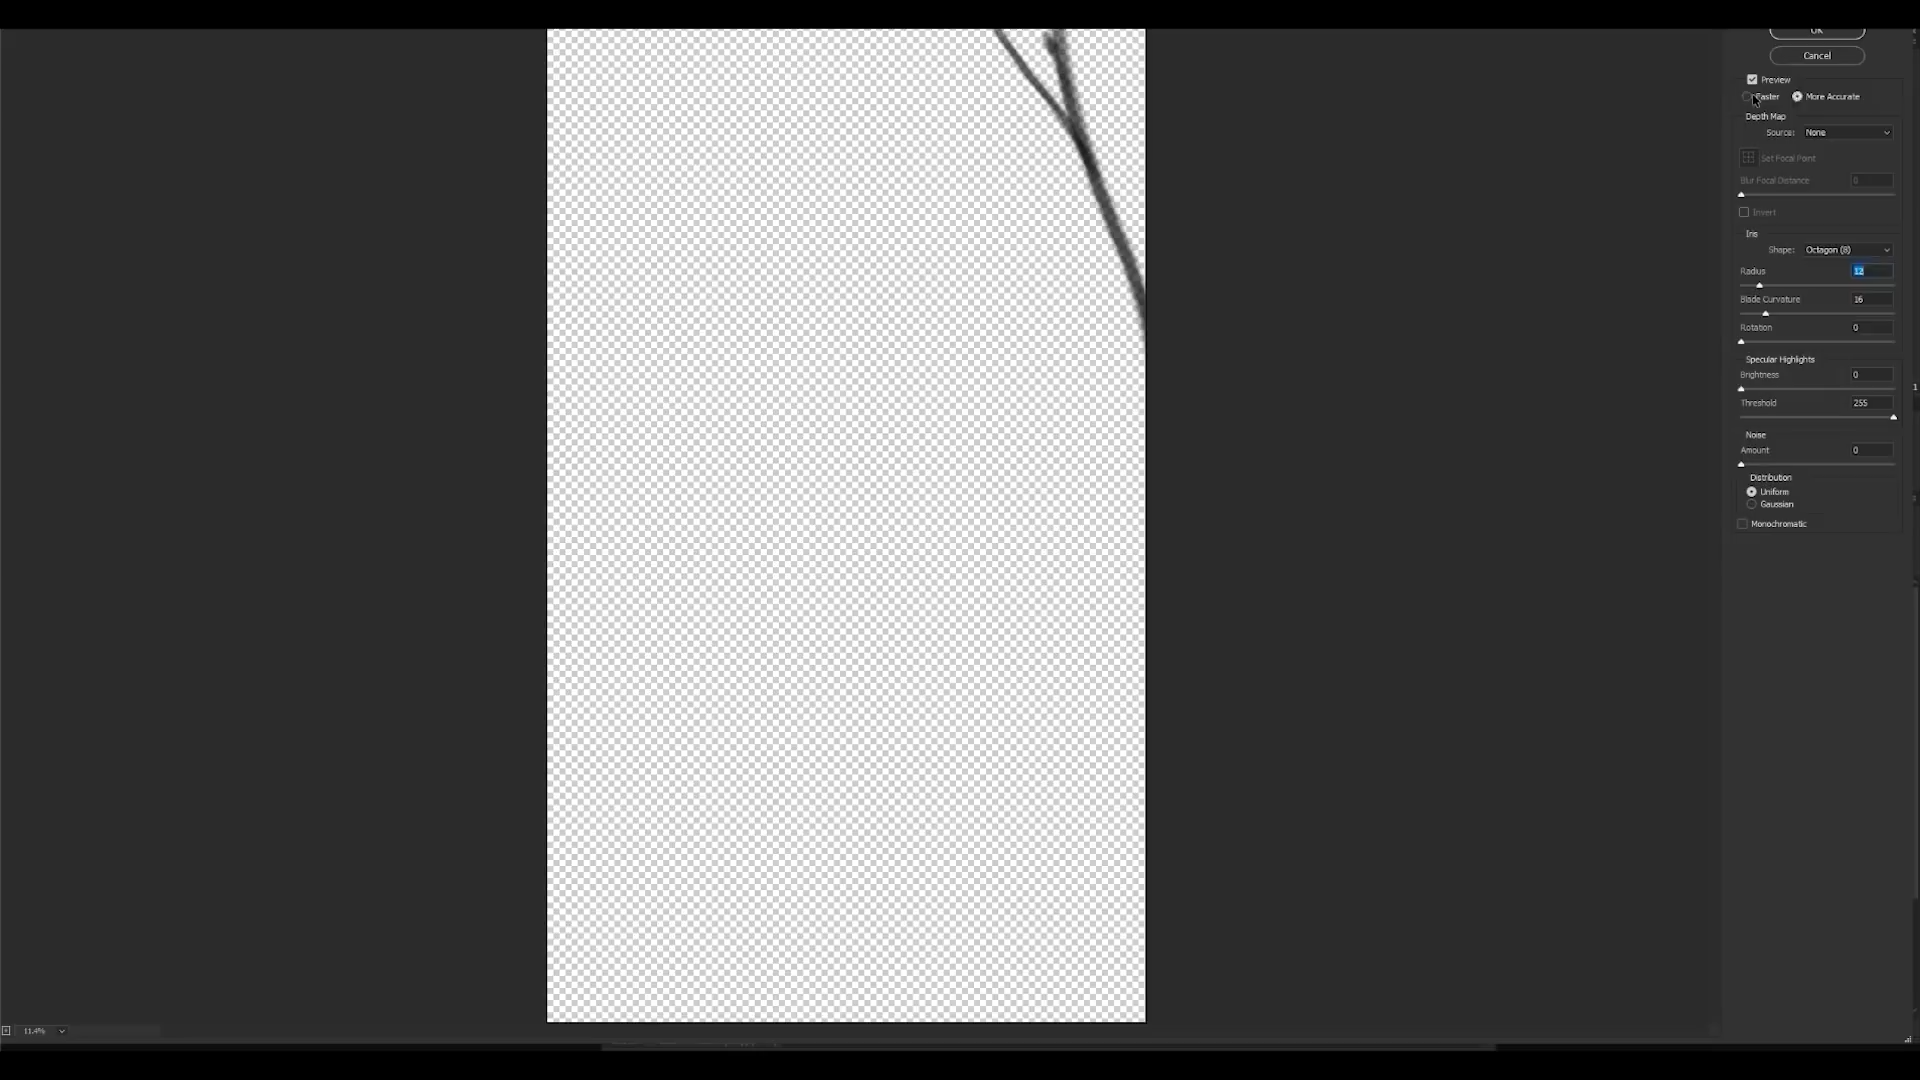 OK
Cancel
Preview
Faster More Accurate
Depth Map
Source: None
Set Focal Point
Blur Focal Distance 0
Invert
Iris
Shape: Octagon (8)
Radius 12
Blade Curvature 16
Rotation 0
Specular Highlights
Brightness 0
Threshold 255
Noise
Amount 0
Distribution
Uniform
Gaussian
Monochromatic
11.4%